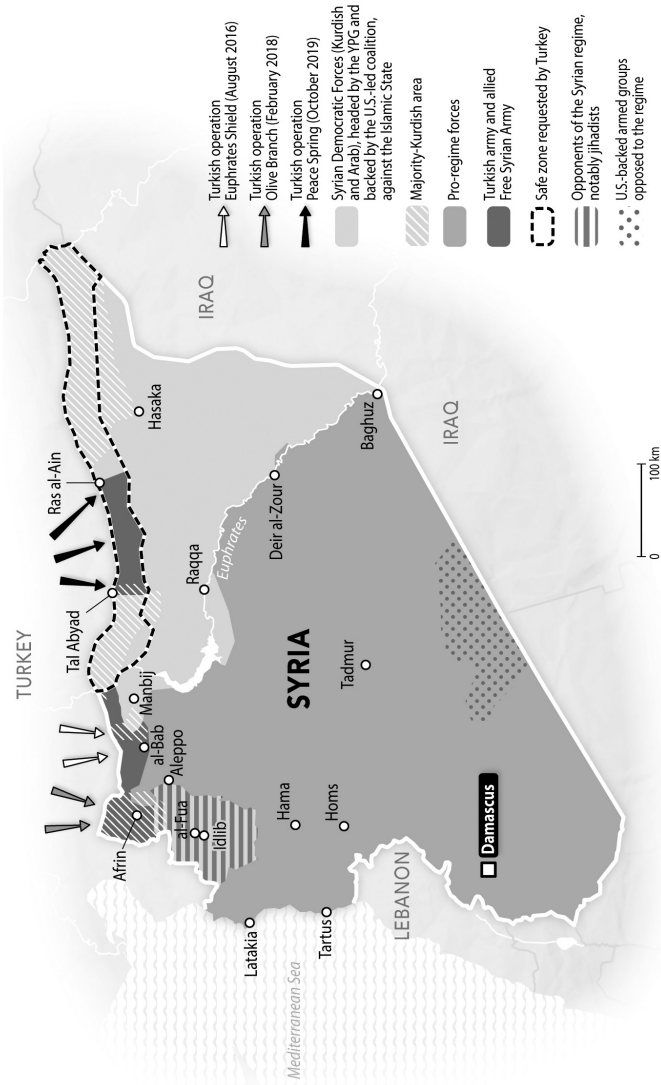 TURKEY
Ras al-Ain
Tal Abyad
Manbij
al-Bab
Aleppo
Afrin
al-Fua
Idlib
Hasaka
Raqqa
Euphrates
Deir al-Zour
Baghuz
IRAQ
IRAQ
SYRIA
Tadmur
Hama
Homs
Latakia
Tartus
Mediterranean Sea
LEBANON
Damascus
0
100 km
Turkish operation
Euphrates Shield (August 2016)
Turkish operation
Olive Branch (February 2018)
Turkish operation
Peace Spring (October 2019)
Syrian Democratic Forces (Kurdish
and Arab), headed by the YPG and
backed by the U.S.-led coalition,
against the Islamic State
Majority-Kurdish area
Pro-regime forces
Turkish army and allied
Free Syrian Army
Safe zone requested by Turkey
Opponents of the Syrian regime,
notably jihadists
U.S.-backed armed groups
opposed to the regime